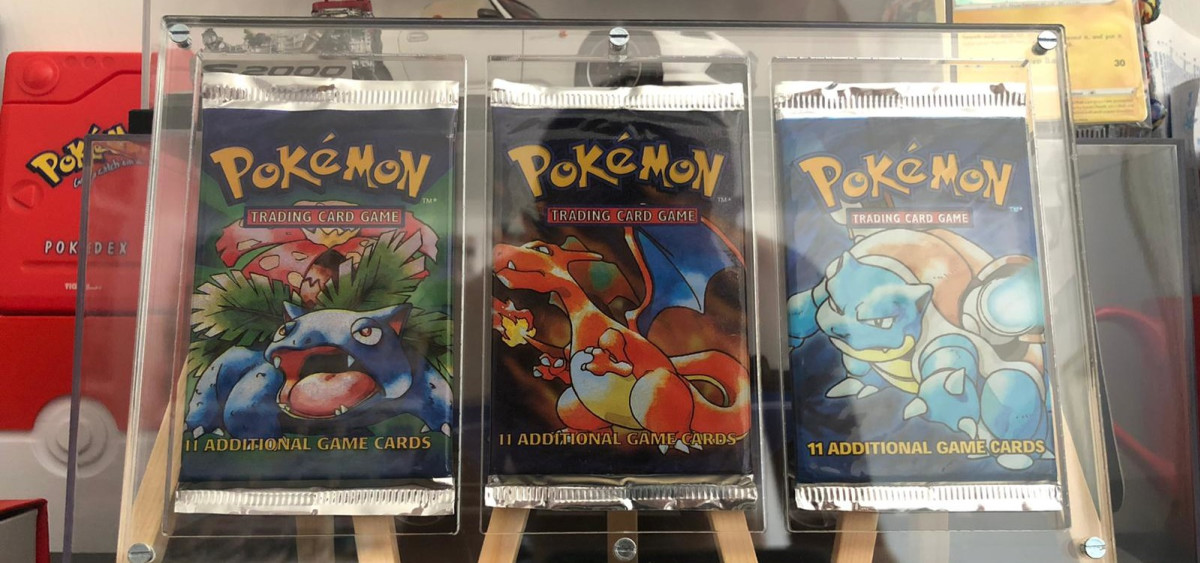 S2000
POKéMON
TRADING CARD GAME
11 ADDITIONAL GAME CARDS
POKéMON
TRADING CARD GAME
11 ADDITIONAL GAME CARDS
POKéMON
TRADING CARD GAME
11 ADDITIONAL GAME CARDS
POKéDEX
30